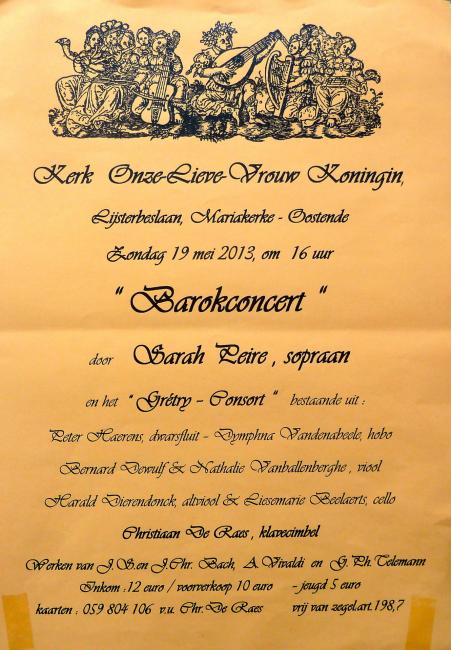 Kerk Onze-Lieve-Vrouw Koningin,
Lijsterbeslaan, Mariakerke - Oostende
Zondag 19 mei 2013, om 16 uur
" Barokconcert "
door Sarah Peire , sopraan
en het " Grétry - Consort " bestaande uit :
Peter Haerens, dwarsfluit - Dymphna Vandenabeele, hobo
Bernard Dewulf & Nathalie Vanballenberghe , viool
Harald Dierendonck, altviool & Liesemarie Beelaerts, cello
Christiaan De Raes , klavecimbel
Werken van J.S.en J.Chr. Bach, A.Vivaldi en G.Ph.Telemann
Inkom :12 euro / voorverkoop 10 euro - jeugd 5 euro
kaarten : 059 804 106 v.u. Chr.De Raes vrij van zegel.art.198,7